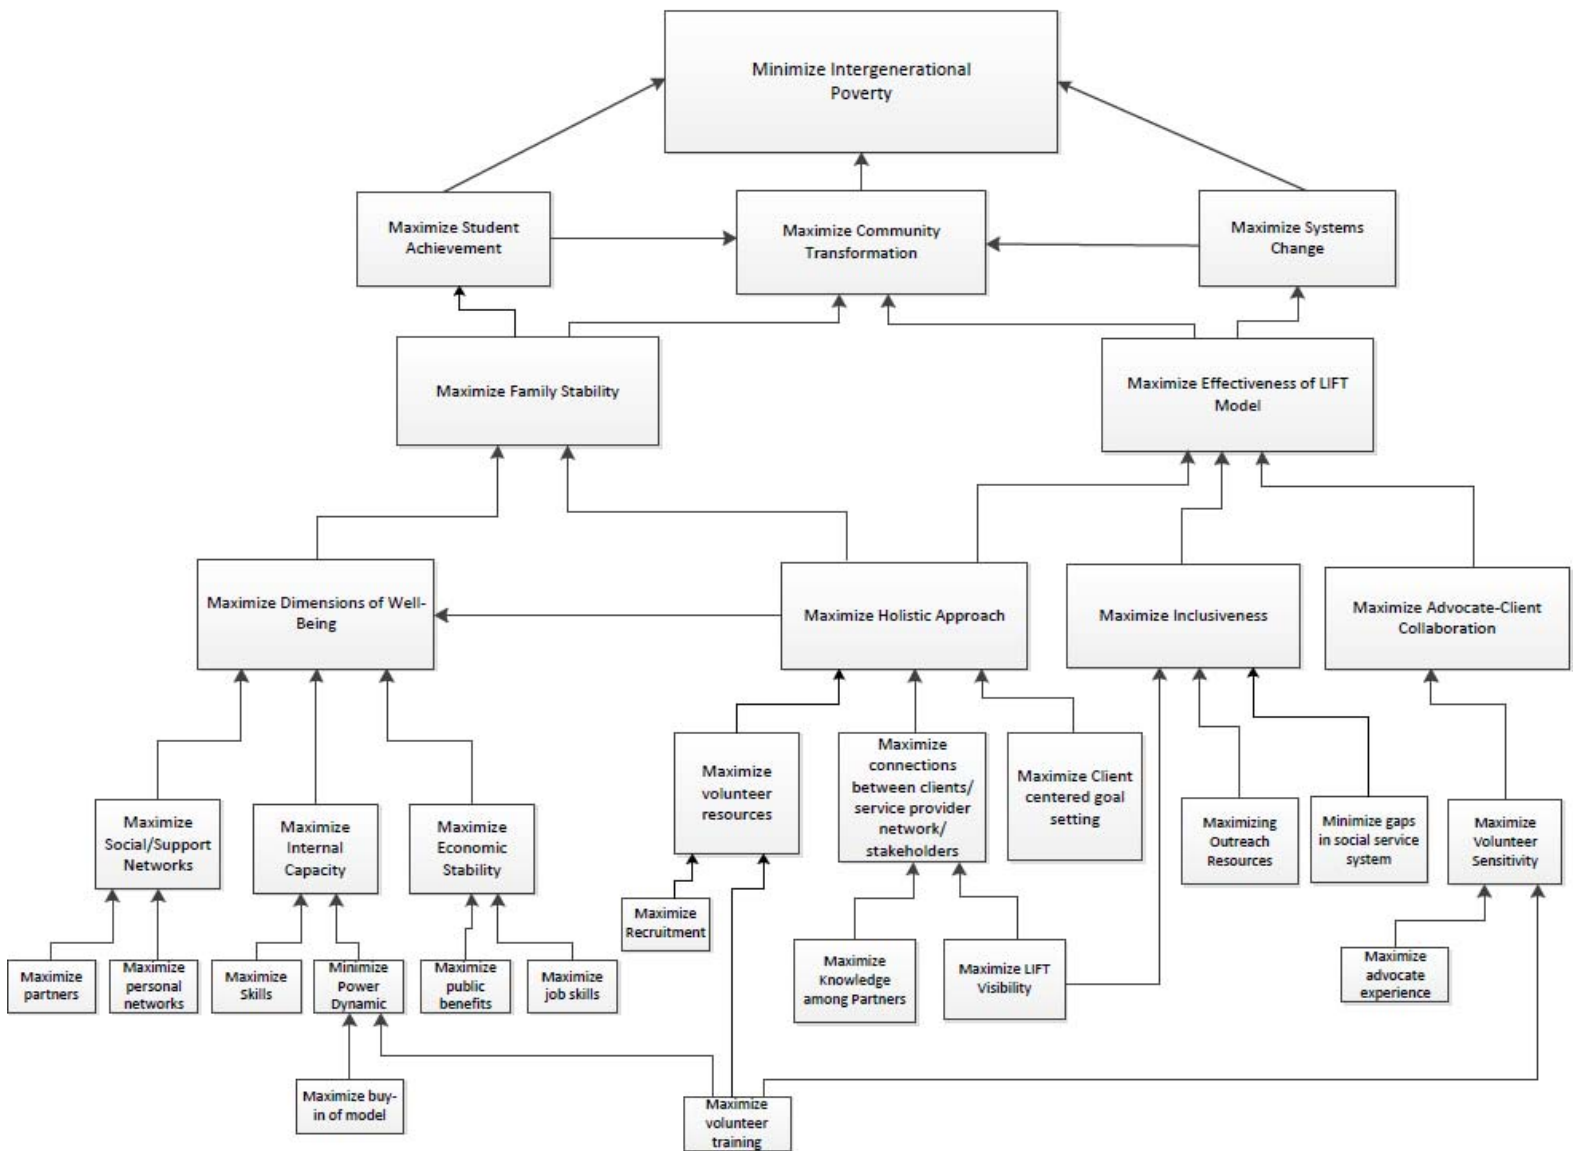 Minimize Intergenerational
Poverty
Maximize Student
Achievement
Maximize Community
Transformation
Maximize Systems
Change
Maximize Family Stability
Maximize Effectiveness of LIFT
Model
Maximize Dimensions of Well-
Being
Maximize Holistic Approach
Maximize Inclusiveness
Maximize Advocate-Client
Collaboration
Maximize
Social/Support
Networks
Maximize
Internal
Capacity
Maximize
Economic
Stability
Maximize
volunteer
resources
Maximize
connections
between clients/
service provider
network/
stakeholders
Maximize Client
centered goal
setting
Maximizing
Outreach
Resources
Minimize gaps
in social service
system
Maximize
Volunteer
Sensitivity
Maximize
partners
Maximize
personal
networks
Maximize
Skills
Minimize
Power
Dynamic
Maximize
public
benefits
Maximize
job skills
Maximize
Recruitment
Maximize
Knowledge
among Partners
Maximize LIFT
Visibility
Maximize
advocate
experience
Maximize buy-
in of model
Maximize
volunteer
training